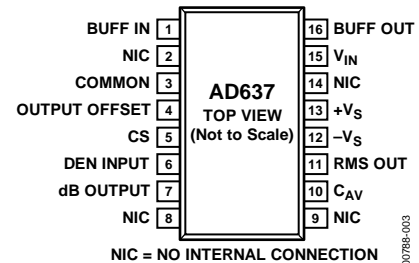 BUFF IN 1 16 BUFF OUT
NIC 2 15 VIN
COMMON 3 14 NIC
AD637
OUTPUT OFFSET 4 TOP VIEW 13 +VS
CS 5 (Not to Scale) 12 –VS
DEN INPUT 6 11 RMS OUT
dB OUTPUT 7 10 CAV
NIC 8 9 NIC
NIC = NO INTERNAL CONNECTION
00788-003